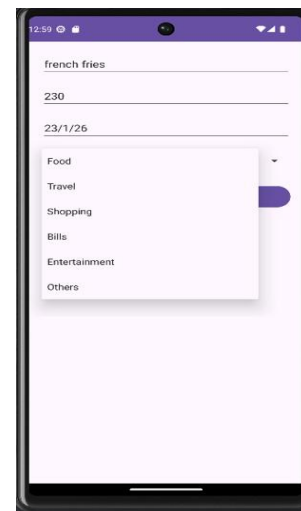 12:59
french fries
230
23/1/26
Food
Travel
Shopping
Bills
Entertainment
Others